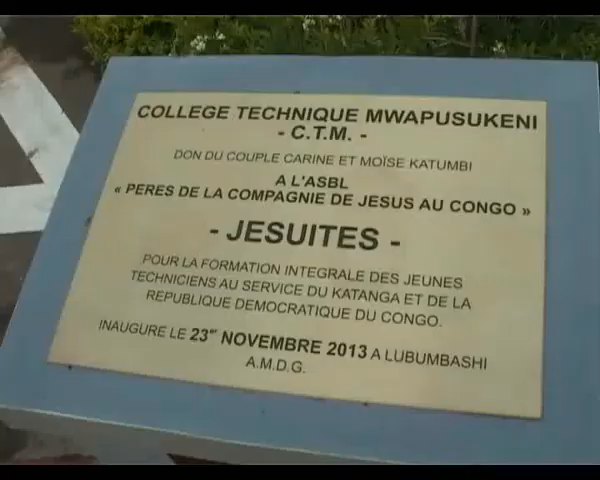 COLLEGE TECHNIQUE MWAPUSUKENI
- C.T.M. -
DON DU COUPLE CARINE ET MOÏSE KATUMBI
A L'ASBL
« PERES DE LA COMPAGNIE DE JESUS AU CONGO »
- JESUITES -
POUR LA FORMATION INTEGRALE DES JEUNES
TECHNICIENS AU SERVICE DU KATANGA ET DE LA
REPUBLIQUE DEMOCRATIQUE DU CONGO.
INAUGURE LE 23er NOVEMBRE 2013 A LUBUMBASHI
A.M.D.G.